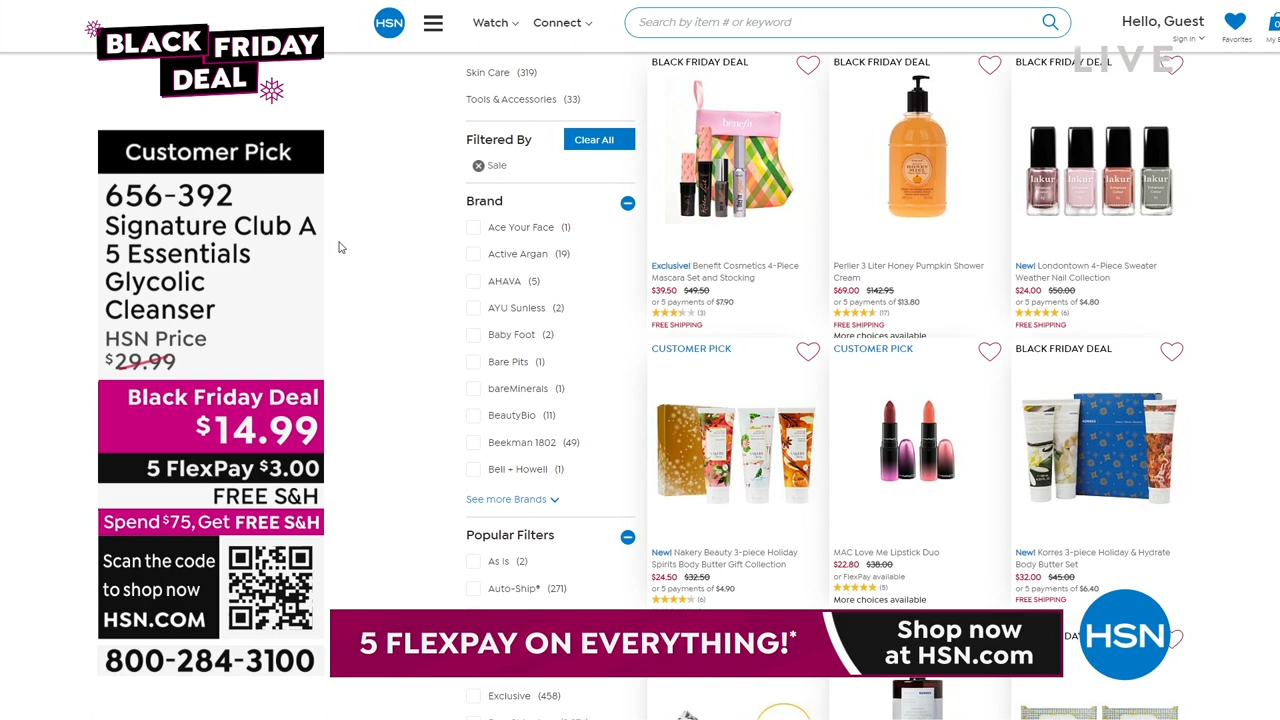 BLACK FRIDAY
DEAL
Customer Pick
656-392
Signature Club A
5 Essentials
Glycolic
Cleanser
HSN Price
$29.99
Black Friday Deal
$14.99
5 FlexPay $3.00
FREE S&H
Spend $75, Get FREE S&H
Scan the code
to shop now
HSN.COM
800-284-3100
HSN
Watch
Connect
Search by item # or keyword
Hello, Guest
Sign In
Favorites
LIVE
Skin Care (319)
Tools & Accessories (33)
Filtered By
Clear All
Sale
Brand
Ace Your Face (1)
Active Argan (19)
AHAVA (5)
AYU Sunless (2)
Baby Foot (2)
Bare Pits (1)
bareMinerals (1)
BeautyBio (11)
Beekman 1802 (49)
Bell + Howell (1)
See more Brands
Popular Filters
As Is (2)
Auto-Ship® (271)
Exclusive (458)
BLACK FRIDAY DEAL
benefit
Exclusive! Benefit Cosmetics 4-Piece
Mascara Set and Stocking
$39.50 $49.50
or 5 payments of $7.90
(3)
FREE SHIPPING
BLACK FRIDAY DEAL
Perlier 3 Liter Honey Pumpkin Shower
Cream
$69.00 $142.95
or 5 payments of $13.80
(17)
FREE SHIPPING
More choices available
BLACK FRIDAY DEAL
lakur lakur lakur lakur
New! Londontown 4-Piece Sweater
Weather Nail Collection
$24.00 $50.00
or 5 payments of $4.80
(6)
FREE SHIPPING
CUSTOMER PICK
New! Nakery Beauty 3-piece Holiday
Spirits Body Butter Gift Collection
$24.50 $32.50
or 5 payments of $4.90
(6)
CUSTOMER PICK
MAC Love Me Lipstick Duo
$22.80 $38.00
or FlexPay available
(5)
More choices available
BLACK FRIDAY DEAL
New! Korres 3-piece Holiday & Hydrate
Body Butter Set
$32.00 $45.00
or 5 payments of $6.40
FREE SHIPPING
5 FLEXPAY ON EVERYTHING!*
Shop now
at HSN.com
HSN